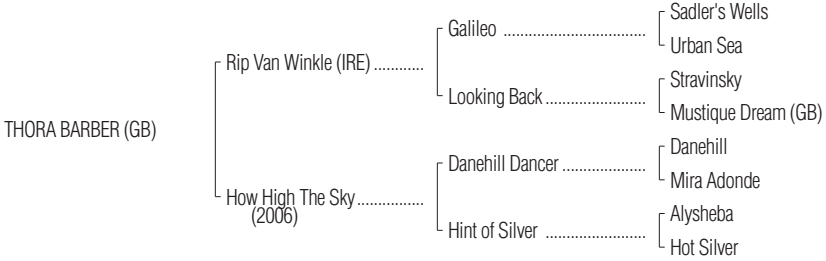 Sadler's Wells
Galileo ....................................
Urban Sea
Rip Van Winkle (IRE) ............
Stravinsky
Looking Back .........................
Mustique Dream (GB)
THORA BARBER (GB)
Danehill
Danehill Dancer .....................
Mira Adonde
How High The Sky ................
(2006)
Alysheba
Hint of Silver .........................
Hot Silver